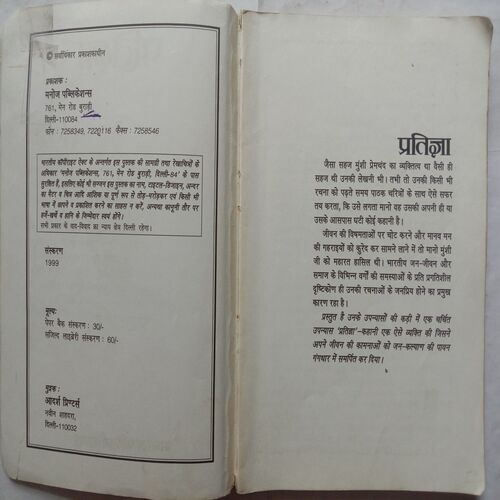 © सर्वाधिकार प्रकाशकाधीन
प्रकाशक :
मनोज पब्लिकेशन्स
761, मेन रोड बुराड़ी
दिल्ली-110084
फोन : 7258349, 7220116 फैक्स : 7258546
भारतीय कॉपीराइट ऐक्ट के अन्तर्गत इस पुस्तक की सामग्री तथा रेखाचित्रों के
अधिकार 'मनोज पब्लिकेशन्स, 761, मेन रोड बुराड़ी, दिल्ली-84' के पास
सुरक्षित हैं, इसलिए कोई भी सज्जन इस पुस्तक का नाम, टाइटल-डिजाइन, अन्दर
का मैटर व चित्र आदि आंशिक या पूर्ण रूप से तोड़-मरोड़कर एवं किसी भी
भाषा में छापने व प्रकाशित करने का साहस न करें, अन्यथा कानूनी तौर पर
हर्जे-खर्चे व हानि के जिम्मेदार स्वयं होंगे।
सभी प्रकार के वाद-विवाद का न्याय क्षेत्र दिल्ली रहेगा।
संस्करण
1999
मूल्यः
पेपर बैक संस्करण : 30/-
सजिल्द लाइब्रेरी संस्करण : 60/-
मुद्रक :
आदर्श प्रिण्टर्स
नवीन शाहदरा,
दिल्ली-110032
प्रतिज्ञा
जैसा सहज मुंशी प्रेमचंद का व्यक्तित्व था वैसी ही
सहज थी उनकी लेखनी भी। तभी तो उनकी किसी भी
रचना को पढ़ते समय पाठक चरित्रों के साथ ऐसे सफर
तय करता, कि उसे लगता मानो वह उसकी अपनी ही या
उसके आसपास घटी कोई कहानी है।
जीवन की विषमताओं पर चोट करने और मानव मन
की गहराइयों को कुरेद कर सामने लाने में तो मानो मुंशी
जी को महारत हासिल थी। भारतीय जन-जीवन और
समाज के विभिन्न वर्गों की समस्याओं के प्रति प्रगतिशील
दृष्टिकोण ही उनकी रचनाओं के जनप्रिय होने का प्रमुख
कारण रहा है।
प्रस्तुत है उनके उपन्यासों की कड़ी में एक चर्चित
उपन्यास 'प्रतिज्ञा'-कहानी एक ऐसे व्यक्ति की जिसने
अपने जीवन की कामनाओं को जन-कल्याण की पावन
गंगधार में समर्पित कर दिया।